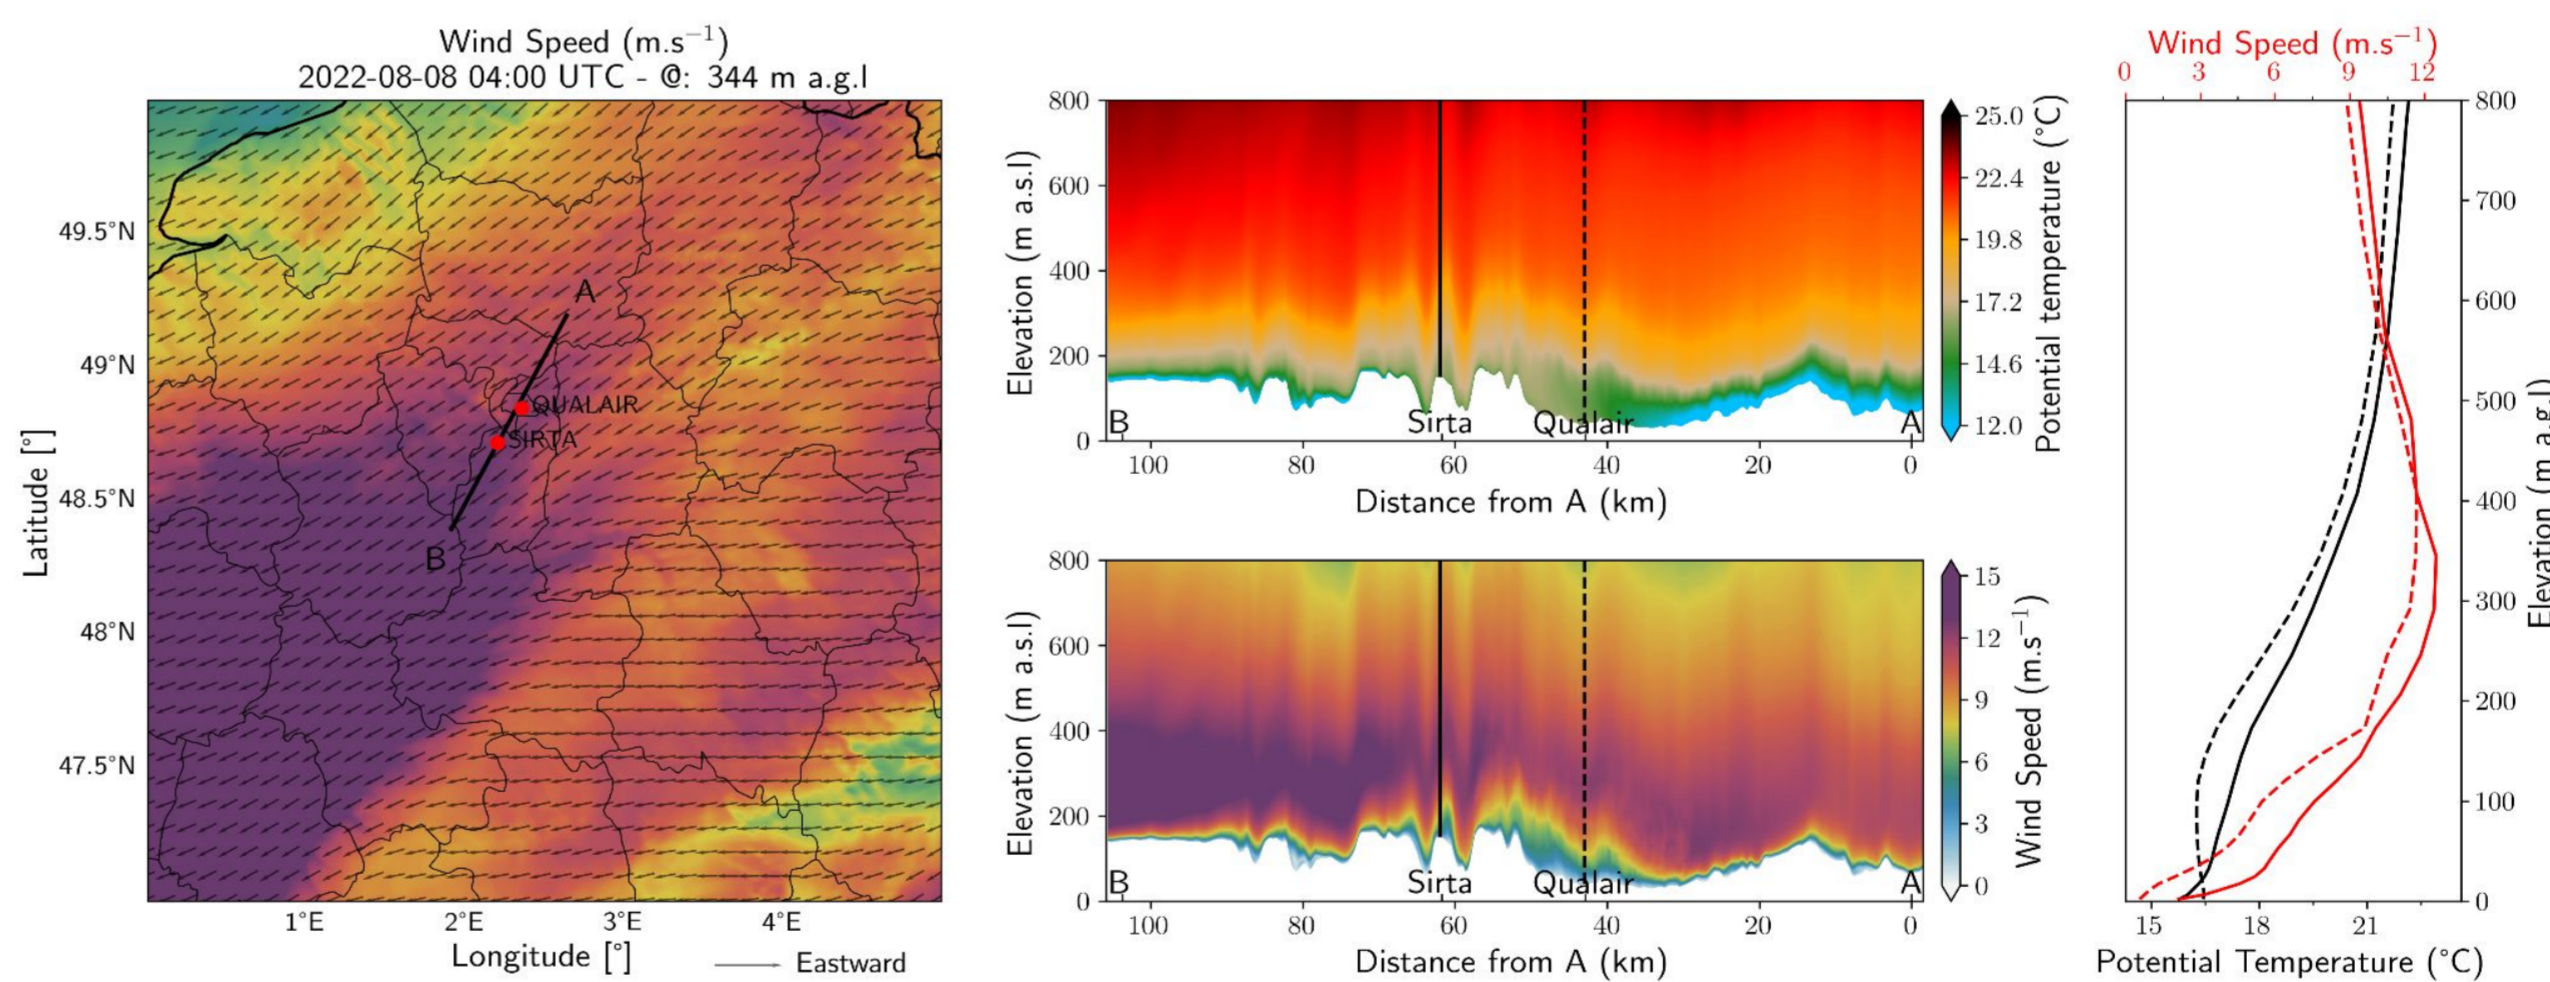 Wind Speed (m.s⁻¹)
2022-08-08 04:00 UTC - @: 344 m a.g.l
Latitude [°]
49.5°N
49°N
48.5°N
48°N
47.5°N
A
QUALAIR
SIRTA
B
1°E 2°E 3°E 4°E
Longitude [°]
Eastward
Elevation (m a.s.l)
800
600
400
200
0
B Sirta Qualair A
100 80 60 40 20 0
Distance from A (km)
25.0
22.4
19.8
17.2
14.6
12.0
Potential temperature (°C)
Elevation (m a.s.l)
800
600
400
200
0
B Sirta Qualair A
100 80 60 40 20 0
Distance from A (km)
15
12
9
6
3
0
Wind Speed (m.s⁻¹)
Wind Speed (m.s⁻¹)
0 3 6 9 12
800
700
600
500
400
300
200
100
0
Elevation (m a.g.l)
15 18 21
Potential Temperature (°C)